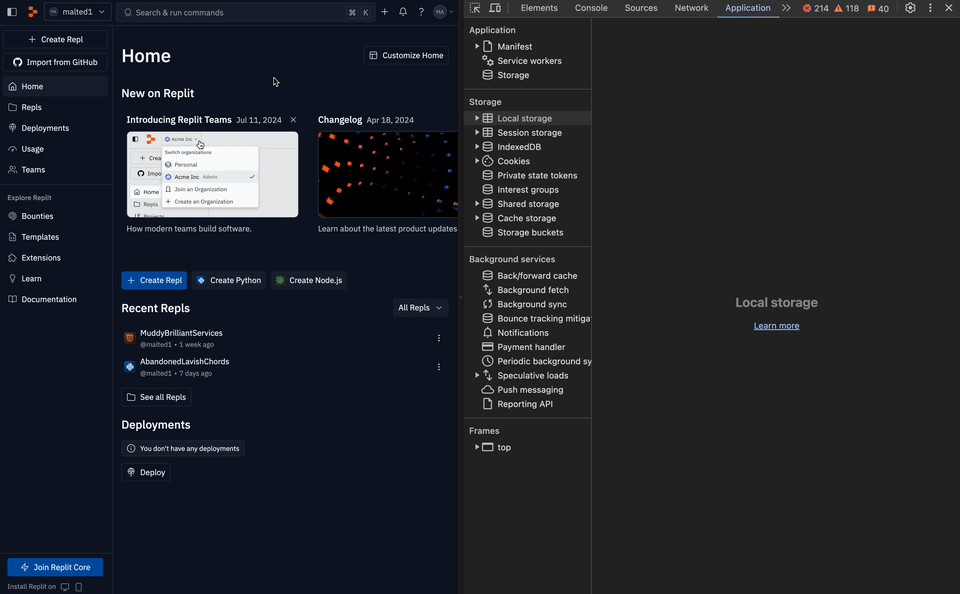 malted1
Search & run commands
⌘ K
?
MA
Create Repl
Import from GitHub
Home
Repls
Deployments
Usage
Teams
Explore Replit
Bounties
Templates
Extensions
Learn
Documentation
Join Replit Core
Install Replit on
Home
Customize Home
New on Replit
Introducing Replit Teams Jul 11, 2024
Acme Inc
Switch organizations
Personal
Acme Inc Admin
Join an Organization
Create an Organization
Home
Repls
How modern teams build software.
Changelog Apr 18, 2024
Learn about the latest product updates
Create Repl
Create Python
Create Node.js
Recent Repls
All Repls
MuddyBrilliantServices
@malted1 • 1 week ago
AbandonedLavishChords
@malted1 • 7 days ago
See all Repls
Deployments
You don't have any deployments
Deploy
Elements Console Sources Network Application 214 118 40
Application
Manifest
Service workers
Storage
Storage
Local storage
Session storage
IndexedDB
Cookies
Private state tokens
Interest groups
Shared storage
Cache storage
Storage buckets
Background services
Back/forward cache
Background fetch
Background sync
Bounce tracking mitiga
Notifications
Payment handler
Periodic background sy
Speculative loads
Push messaging
Reporting API
Frames
top
Local storage
Learn more